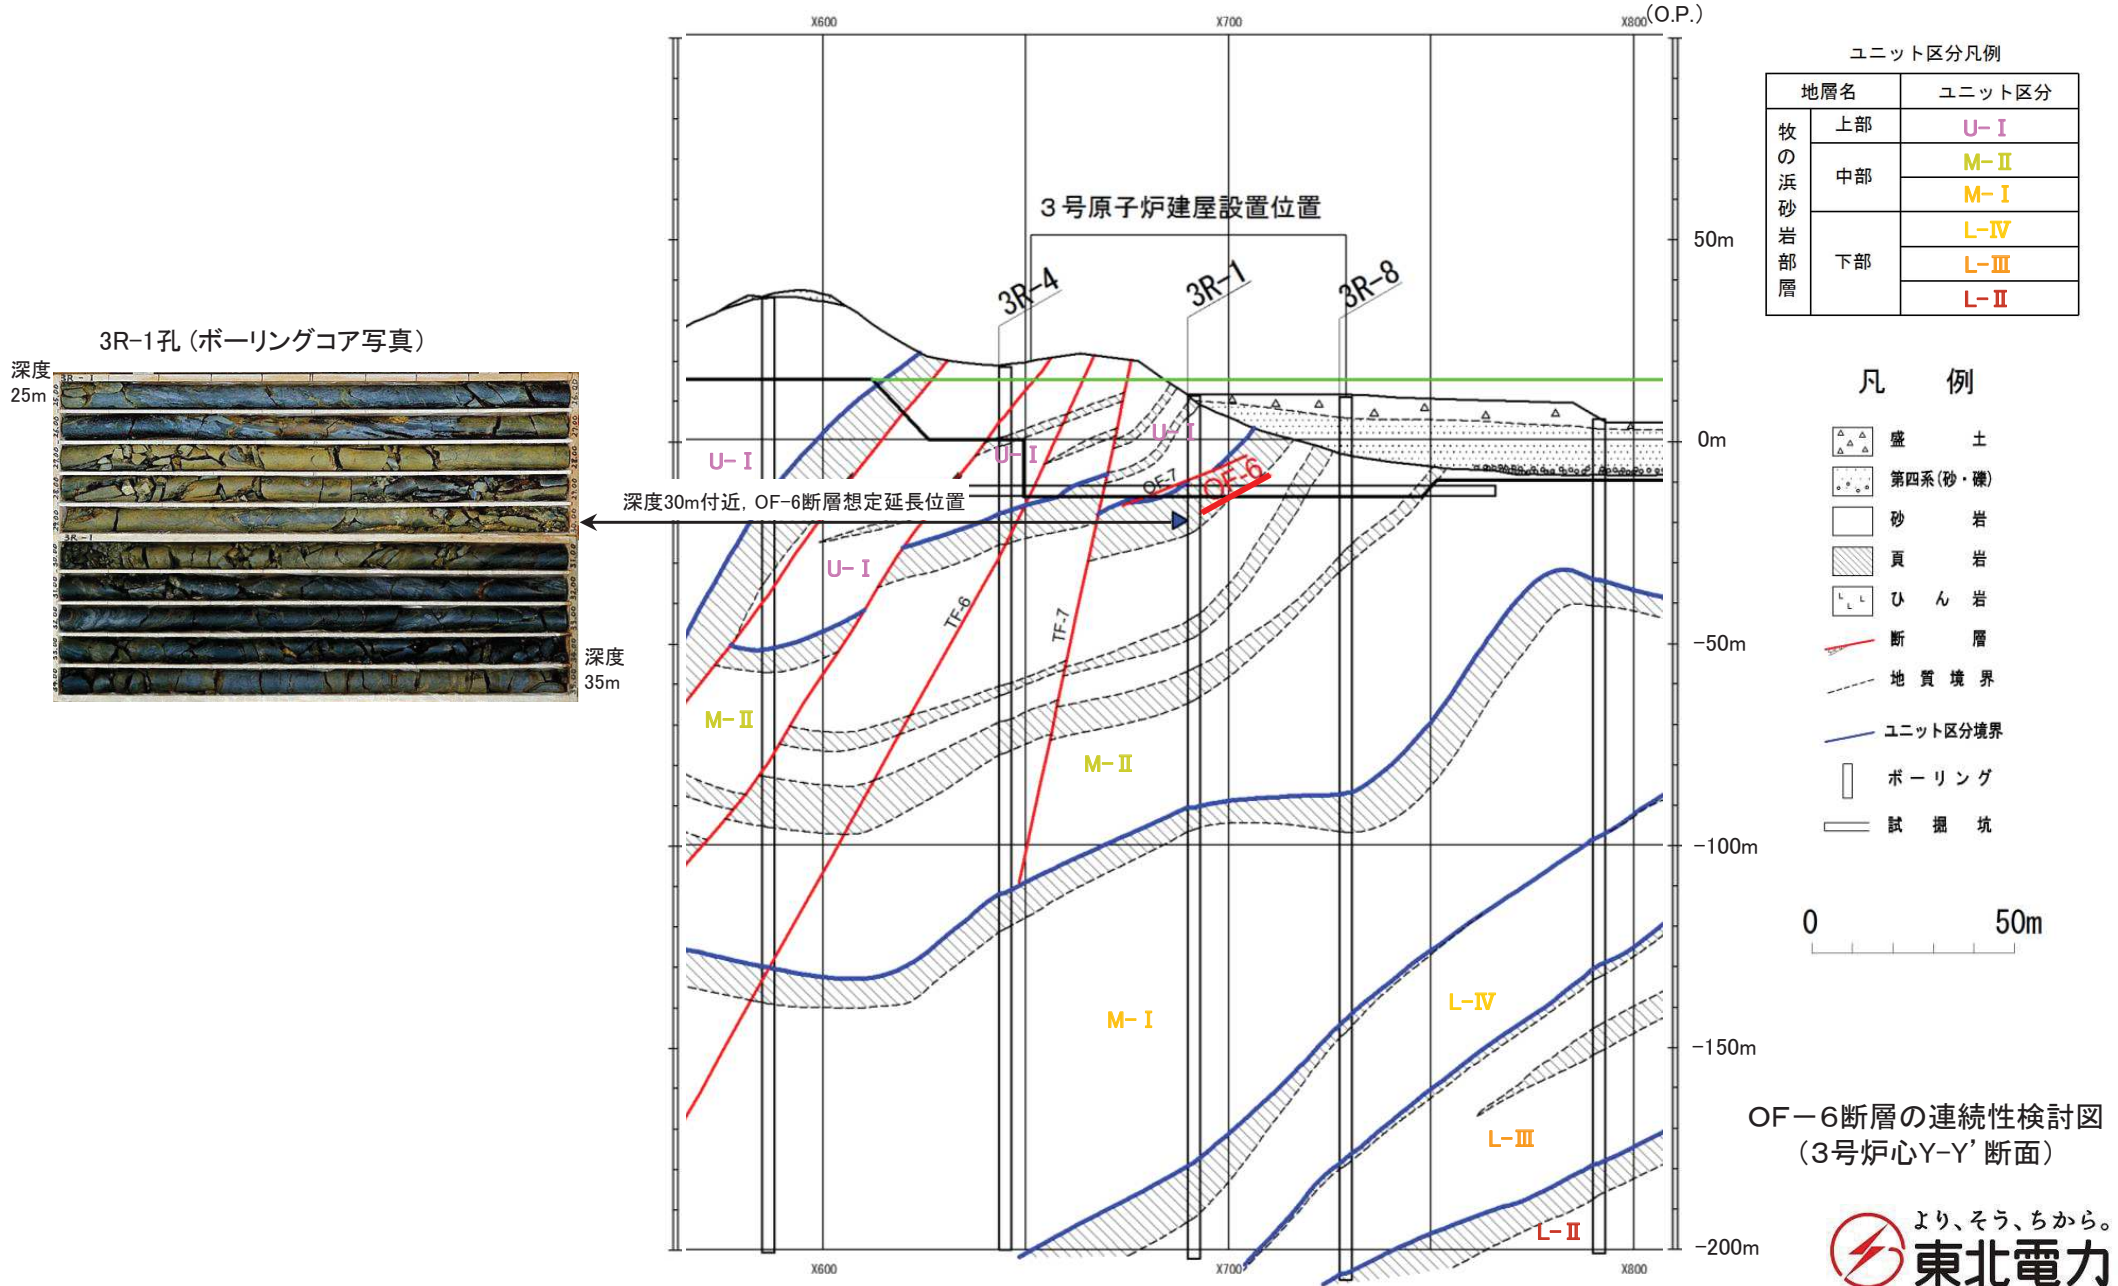 X600
X700
X800
(O.P.)
ユニット区分凡例
地層名
ユニット区分
牧の浜砂岩部層
上部
U-Ⅰ
中部
M-Ⅱ
M-Ⅰ
下部
L-Ⅳ
L-Ⅲ
L-Ⅱ
3号原子炉建屋設置位置
50m
3R-4
3R-1
3R-8
3R-1孔(ボーリングコア写真)
深度
25m
3R-1
3R-1
深度
35m
凡 例
盛 土
第四系(砂・礫)
砂 岩
頁 岩
ひ ん 岩
断 層
地 質 境 界
ユニット区分境界
ボ ー リ ン グ
試 掘 坑
0m
U-Ⅰ
U-Ⅰ
U-Ⅰ
OF-7
OF-6
深度30m付近,OF-6断層想定延長位置
U-Ⅰ
TF-6
TF-7
-50m
M-Ⅱ
M-Ⅱ
-100m
0 50m
M-Ⅰ
L-Ⅳ
-150m
L-Ⅲ
L-Ⅱ
-200m
X600
X700
X800
OF-6断層の連続性検討図
(3号炉心Y-Y'断面)
より、そう、ちから。
東北電力